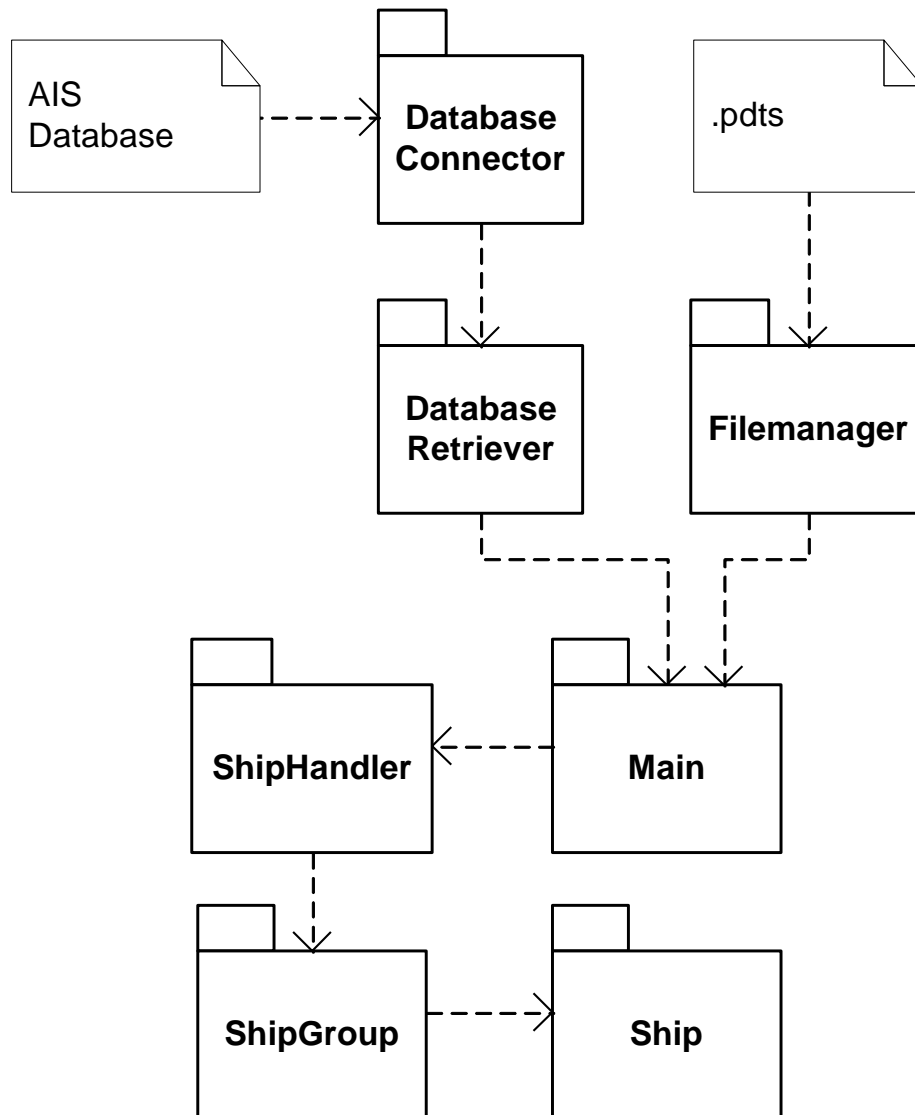 AIS
Database
Database
Connector
.pdts
Database
Retriever
Filemanager
ShipHandler
Main
ShipGroup
Ship